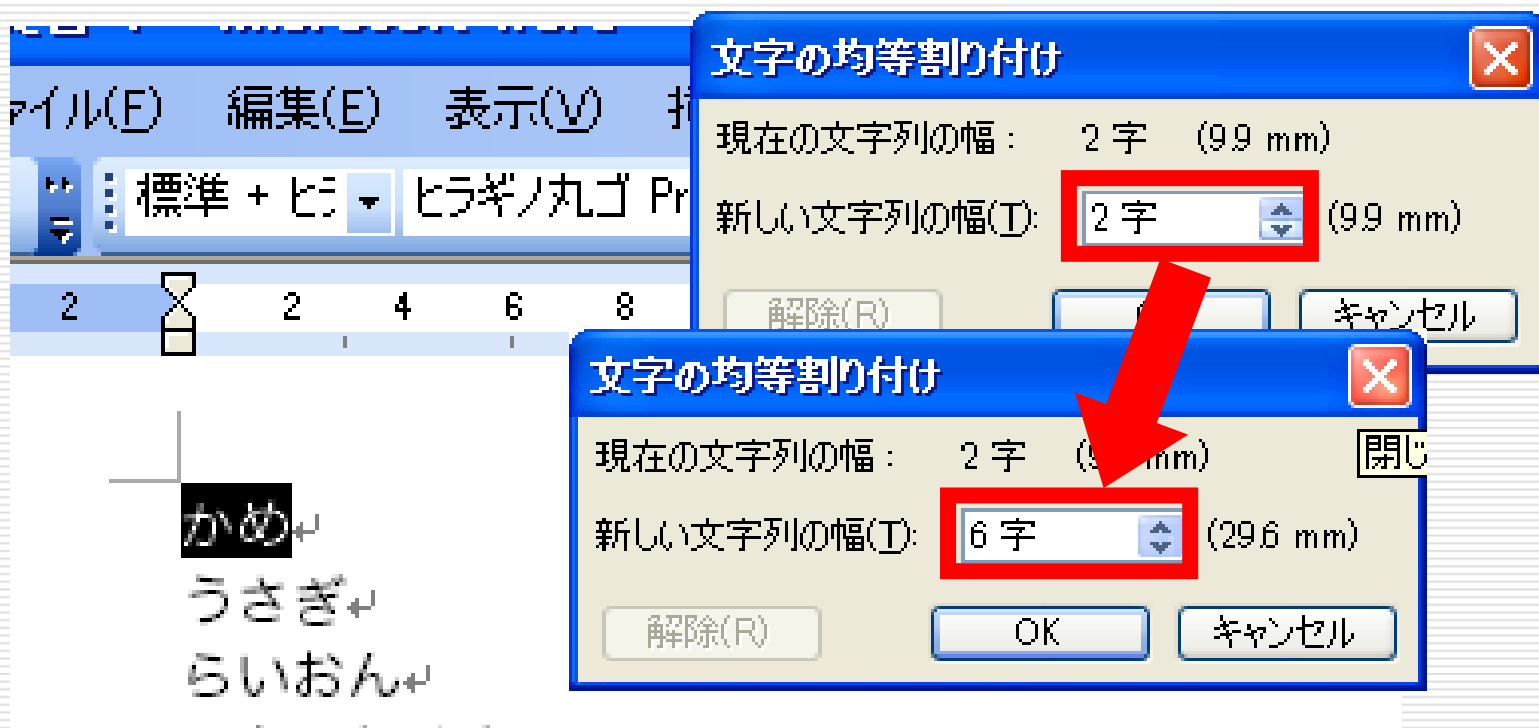 文字の均等割り付け
ァイル(F) 編集(E) 表示(V)
現在の文字列の幅： 2 字 (9.9 mm)
標準 + ヒラ ヒラギノ丸ゴ Pr
新しい文字列の幅(T): 2 字 (9.9 mm)
2 2 4 6 8
解除(R) キャンセル
文字の均等割り付け
現在の文字列の幅： 2 字 mm)
閉じ
かめ
新しい文字列の幅(T): 6 字 (29.6 mm)
うさぎ
解除(R) OK キャンセル
らいおん